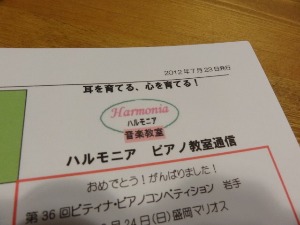 2012年7月23日発行
耳を育てる、心を育てる！
Harmonia
ハルモニア
音楽教室
ハルモニア ピアノ教室通信
おめでとう！がんばりました！
第36回ピティナ・ピアノコンペティション 岩手
月24日(日)盛岡マリオス